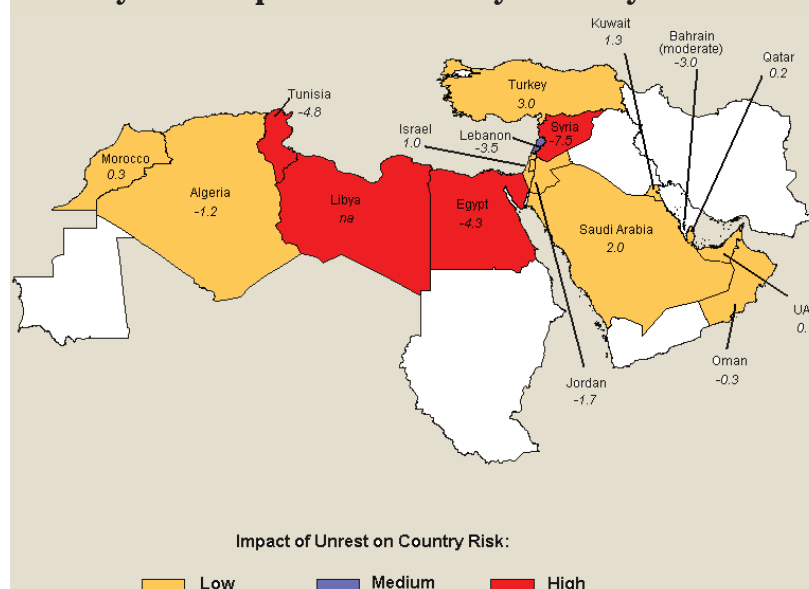 Kuwait
1.3
Bahrain
(moderate)
-3.0
Qatar
0.2
Turkey
3.0
Tunisia
-4.8
Israel
1.0
Lebanon
-3.5
Syria
-7.5
Morocco
0.3
Algeria
-1.2
Libya
na
Egypt
-4.3
Saudi Arabia
2.0
UA
0.
Oman
-0.3
Jordan
-1.7
Impact of Unrest on Country Risk:
Low
Medium
High